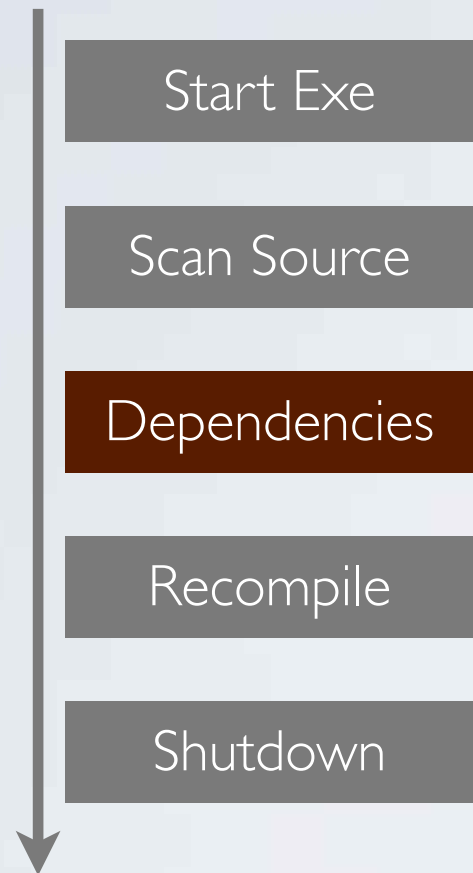 Start Exe
Scan Source
Dependencies
Recompile
Shutdown